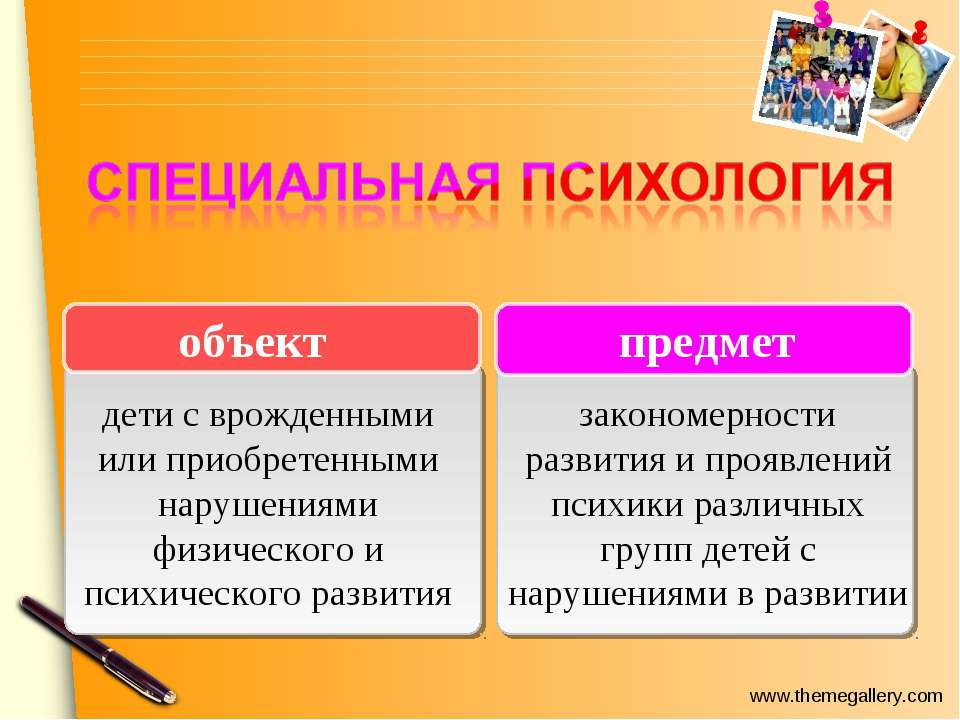 СПЕЦИАЛЬНАЯ ПСИХОЛОГИЯ
объект
дети с врожденными
или приобретенными
нарушениями
физического и
психического развития
предмет
закономерности
развития и проявлений
психики различных
групп детей с
нарушениями в развитии
www.themegallery.com